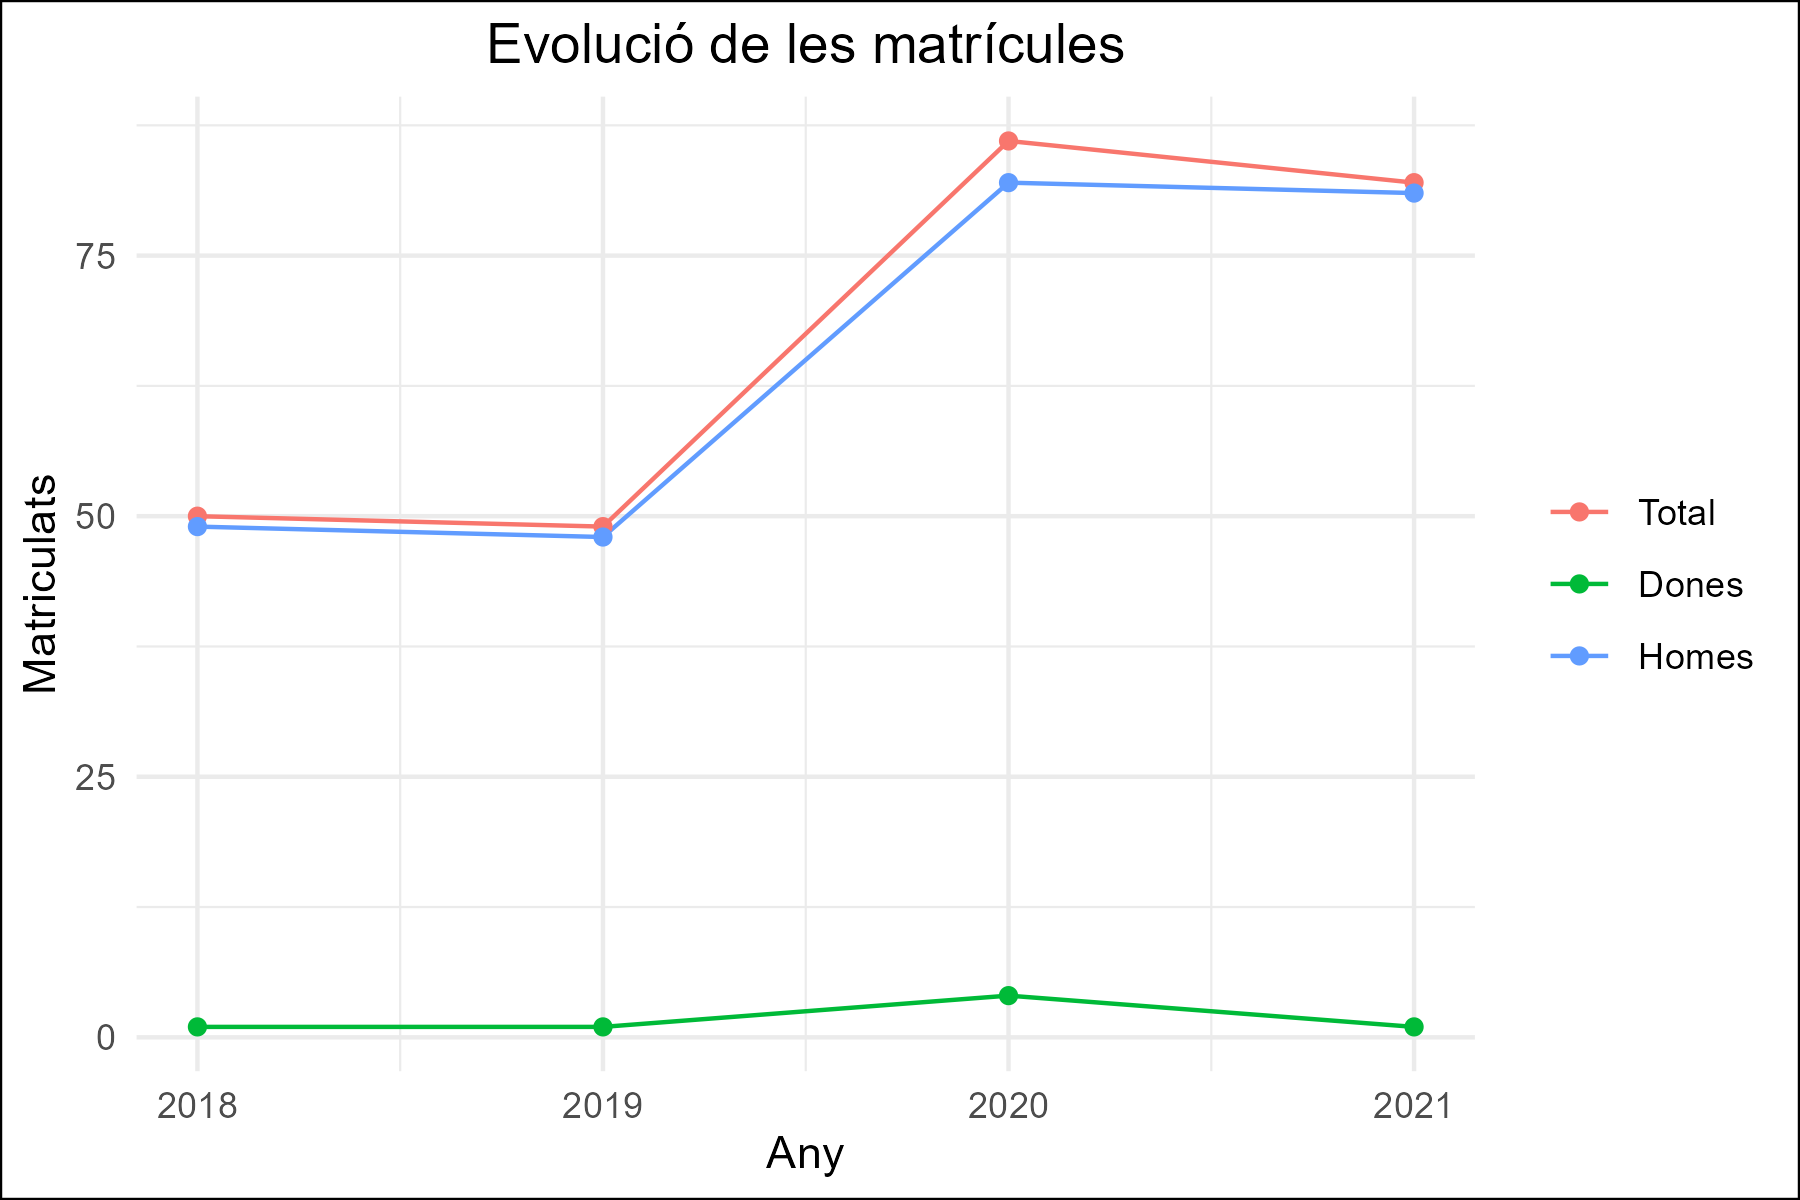 Evolució de les matrícules
Matriculats
75
50
25
0
2018
2019
2020
2021
Any
Total
Dones
Homes